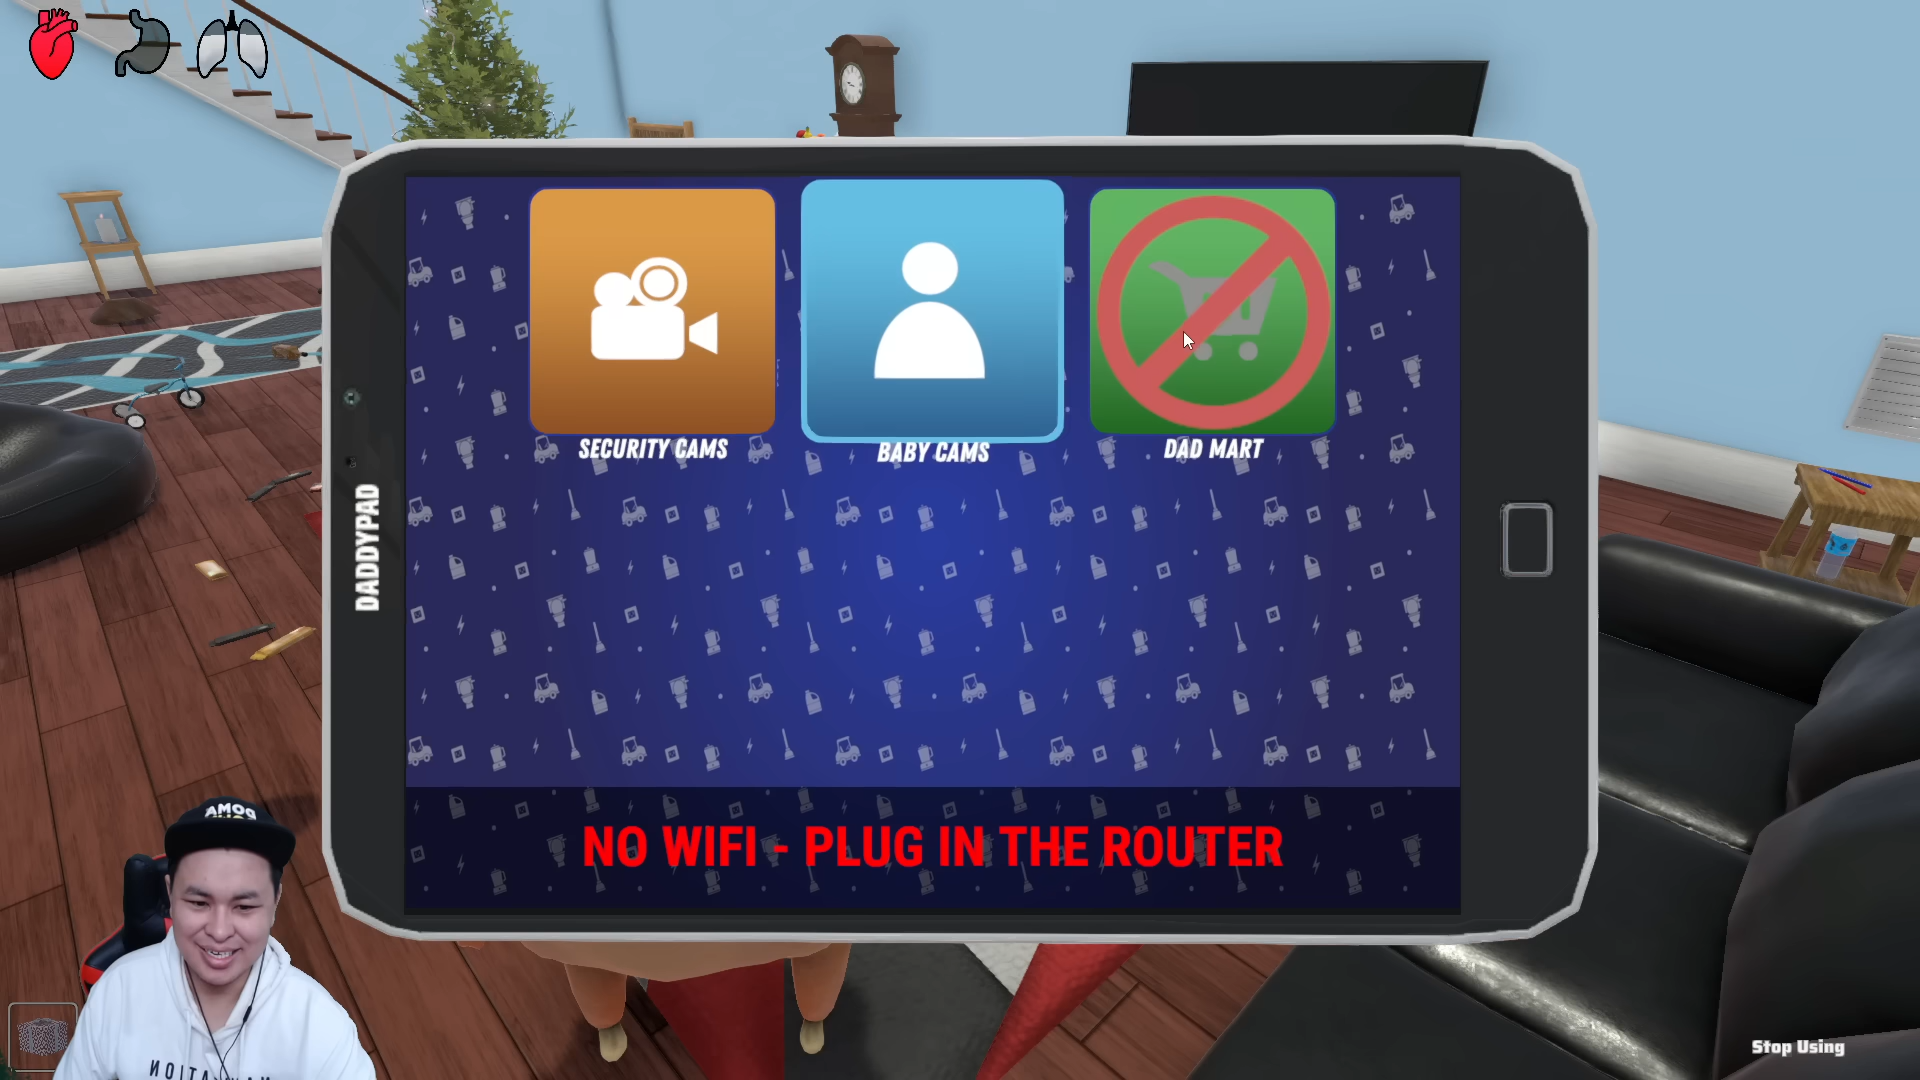 SECURITY CAMS
BABY CAMS
DAD MART
DADDYPAD
NO WIFI - PLUG IN THE ROUTER
Stop Using